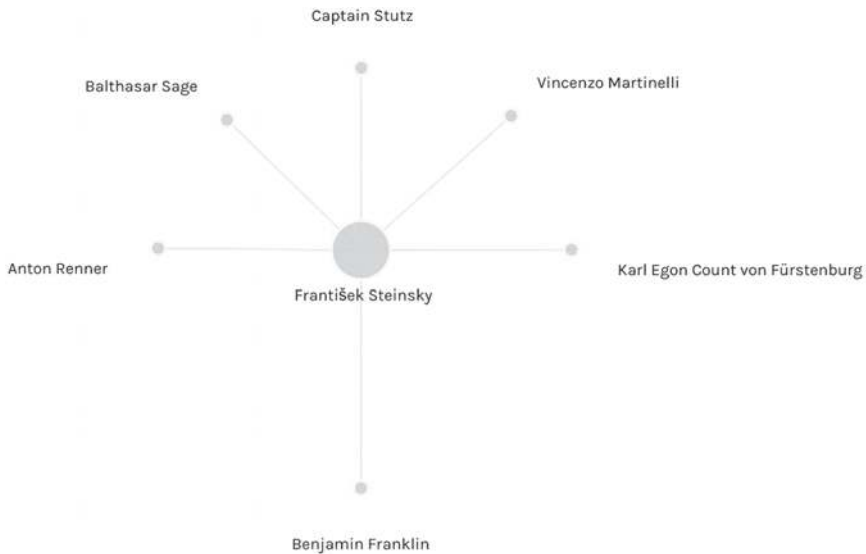 Captain Stutz
Balthasar Sage
Vincenzo Martinelli
Anton Renner
Karl Egon Count von Fürstenburg
František Steinsky
Benjamin Franklin